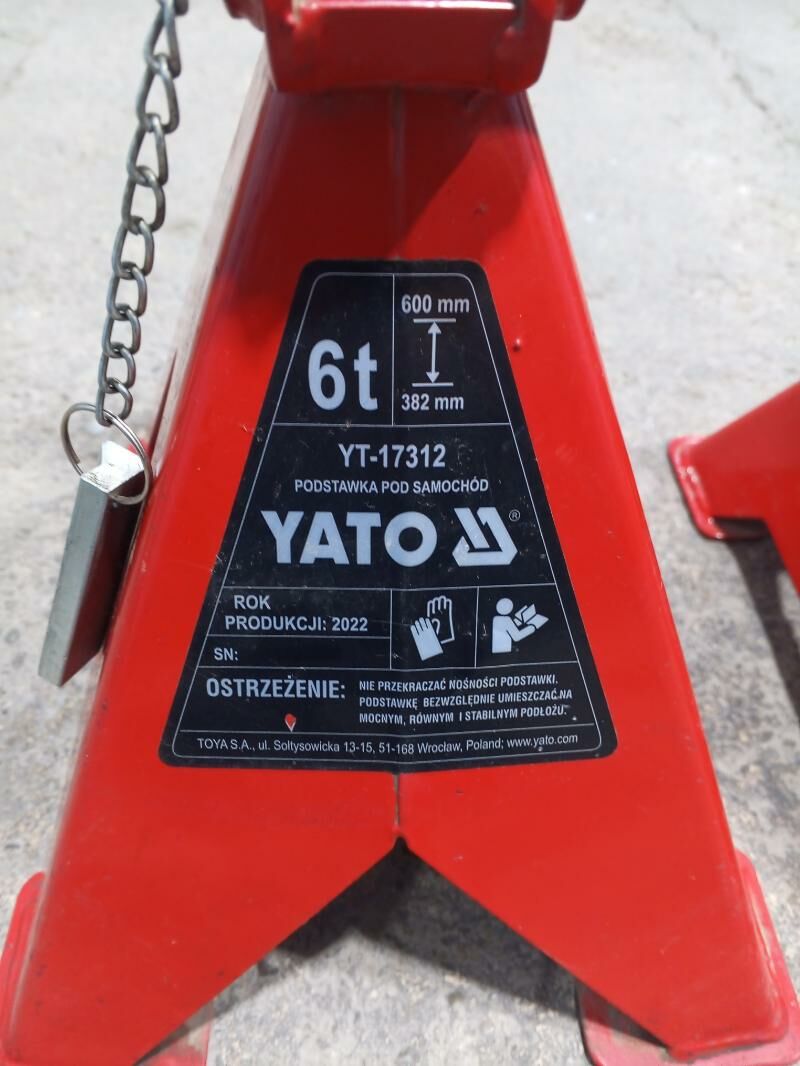 6t
600 mm
382 mm
YT-17312
PODSTAWKA POD SAMOCHÓD
YATO ®
ROK
PRODUKCJI: 2022
SN:
OSTRZEŻENIE:
NIE PRZEKRACZAĆ NOŚNOŚCI PODSTAWKI.
PODSTAWKĘ BEZWZGLĘDNIE UMIESZCZAĆ NA
MOCNYM, RÓWNYM I STABILNYM PODŁOŻU.
TOYA S.A., ul. Sołtysowicka 13-15, 51-168 Wrocław, Poland; www.yato.com